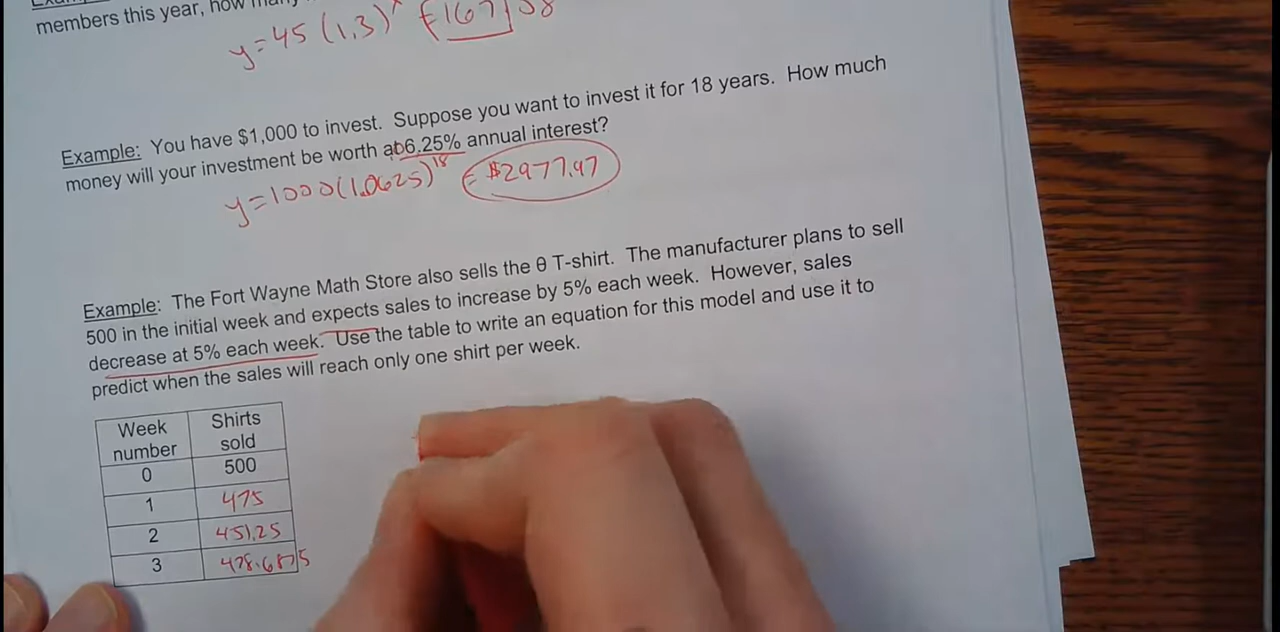 members this year, how
y=45 (1.3)
Example: You have $1,000 to invest. Suppose you want to invest it for 18 years. How much
money will your investment be worth at 6.25% annual interest?
y=1000(1.0625)^18 = $2977.97
Example: The Fort Wayne Math Store also sells the θ T-shirt. The manufacturer plans to sell
500 in the initial week and expects sales to increase by 5% each week. However, sales
decrease at 5% each week. Use the table to write an equation for this model and use it to
predict when the sales will reach only one shirt per week.
Week number Shirts sold
0 500
1 475
2 451.25
3 428.6875